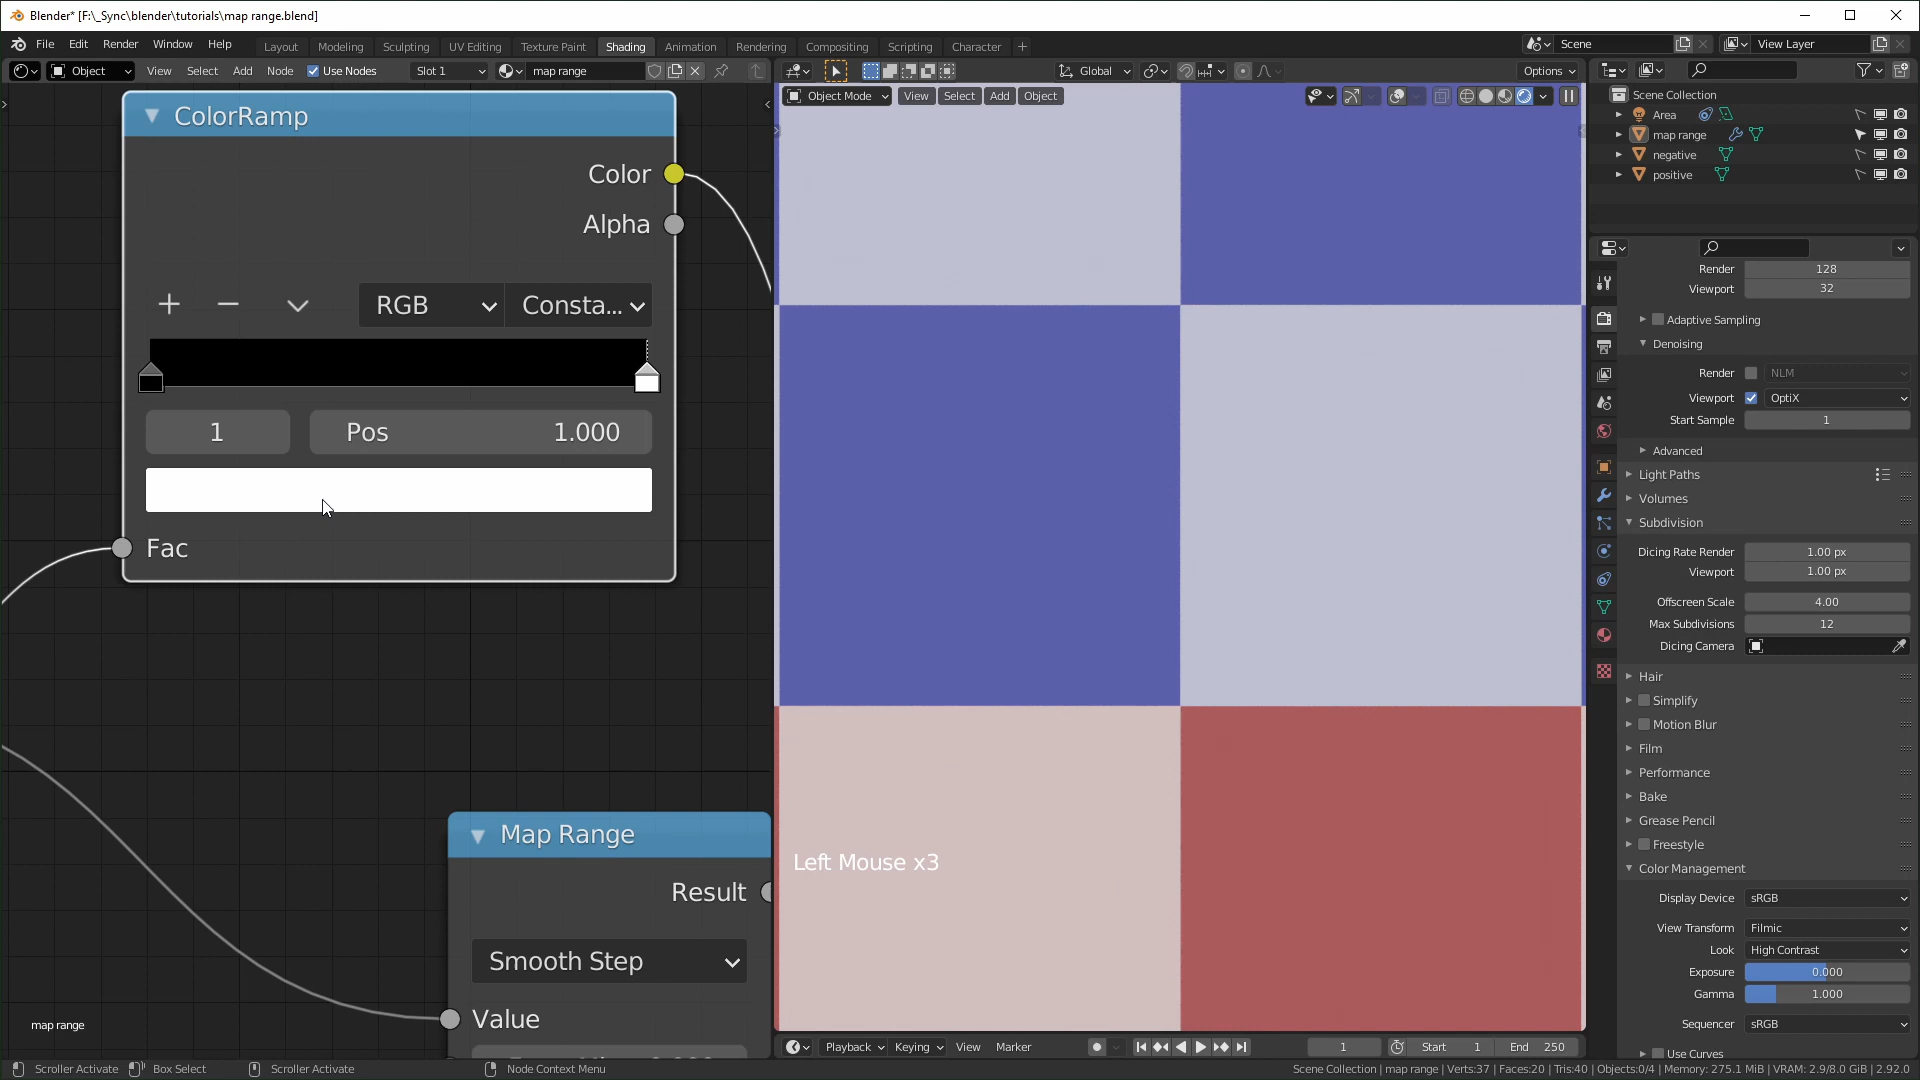 Blender* [F:\_Sync\blender\tutorials\map range.blend]
File Edit Render Window Help Layout Modeling Sculpting UV Editing Texture Paint Shading Animation Rendering Compositing Scripting Character + Scene View Layer
Object View Select Add Node Use Nodes Slot 1 map range Global Options
Object Mode View Select Add Object
ColorRamp
Color
Alpha
RGB Consta...
1 Pos 1.000
Fac
Map Range
Result
Smooth Step
Value
map range
Left Mouse x3
Playback Keying View Marker 1 Start 1 End 250
Scene Collection
Area
map range
negative
positive
Render 128
Viewport 32
Adaptive Sampling
Denoising
Render NLM
Viewport OptiX
Start Sample 1
Advanced
Light Paths
Volumes
Subdivision
Dicing Rate Render 1.00 px
Viewport 1.00 px
Offscreen Scale 4.00
Max Subdivisions 12
Dicing Camera
Hair
Simplify
Motion Blur
Film
Performance
Bake
Grease Pencil
Freestyle
Color Management
Display Device sRGB
View Transform Filmic
Look High Contrast
Exposure 0.000
Gamma 1.000
Sequencer sRGB
Use Curves
Scroller Activate Box Select Scroller Activate Node Context Menu Scene Collection | map range | Verts:37 | Faces:20 | Tris:40 | Objects:0/4 | Memory: 275.1 MiB | VRAM: 2.9/8.0 GiB | 2.92.0